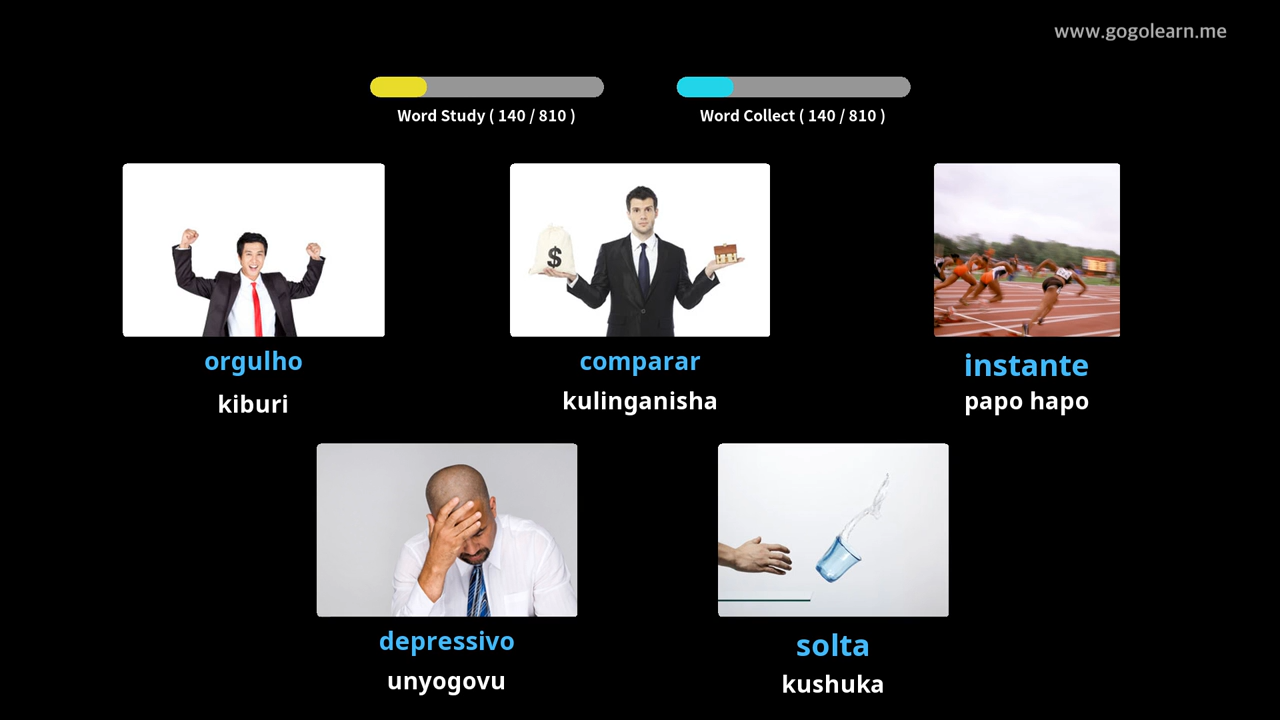 www.gogolearn.me
Word Study ( 140 / 810 )
Word Collect ( 140 / 810 )
orgulho
kiburi
comparar
kulinganisha
instante
papo hapo
$
depressivo
unyogovu
solta
kushuka